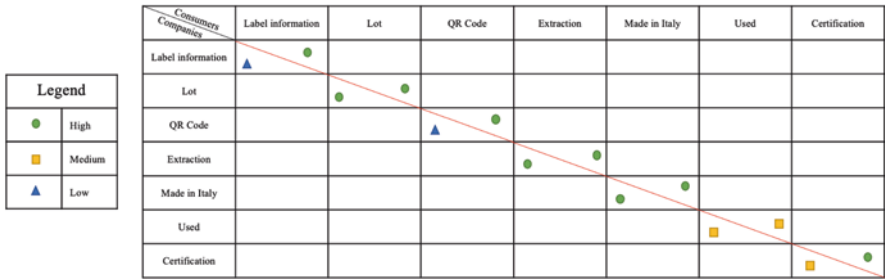 Consumers
Companies
Label information
Lot
QR Code
Extraction
Made in Italy
Used
Certification
Label information
Lot
QR Code
Extraction
Made in Italy
Used
Certification
Legend
High
Medium
Low